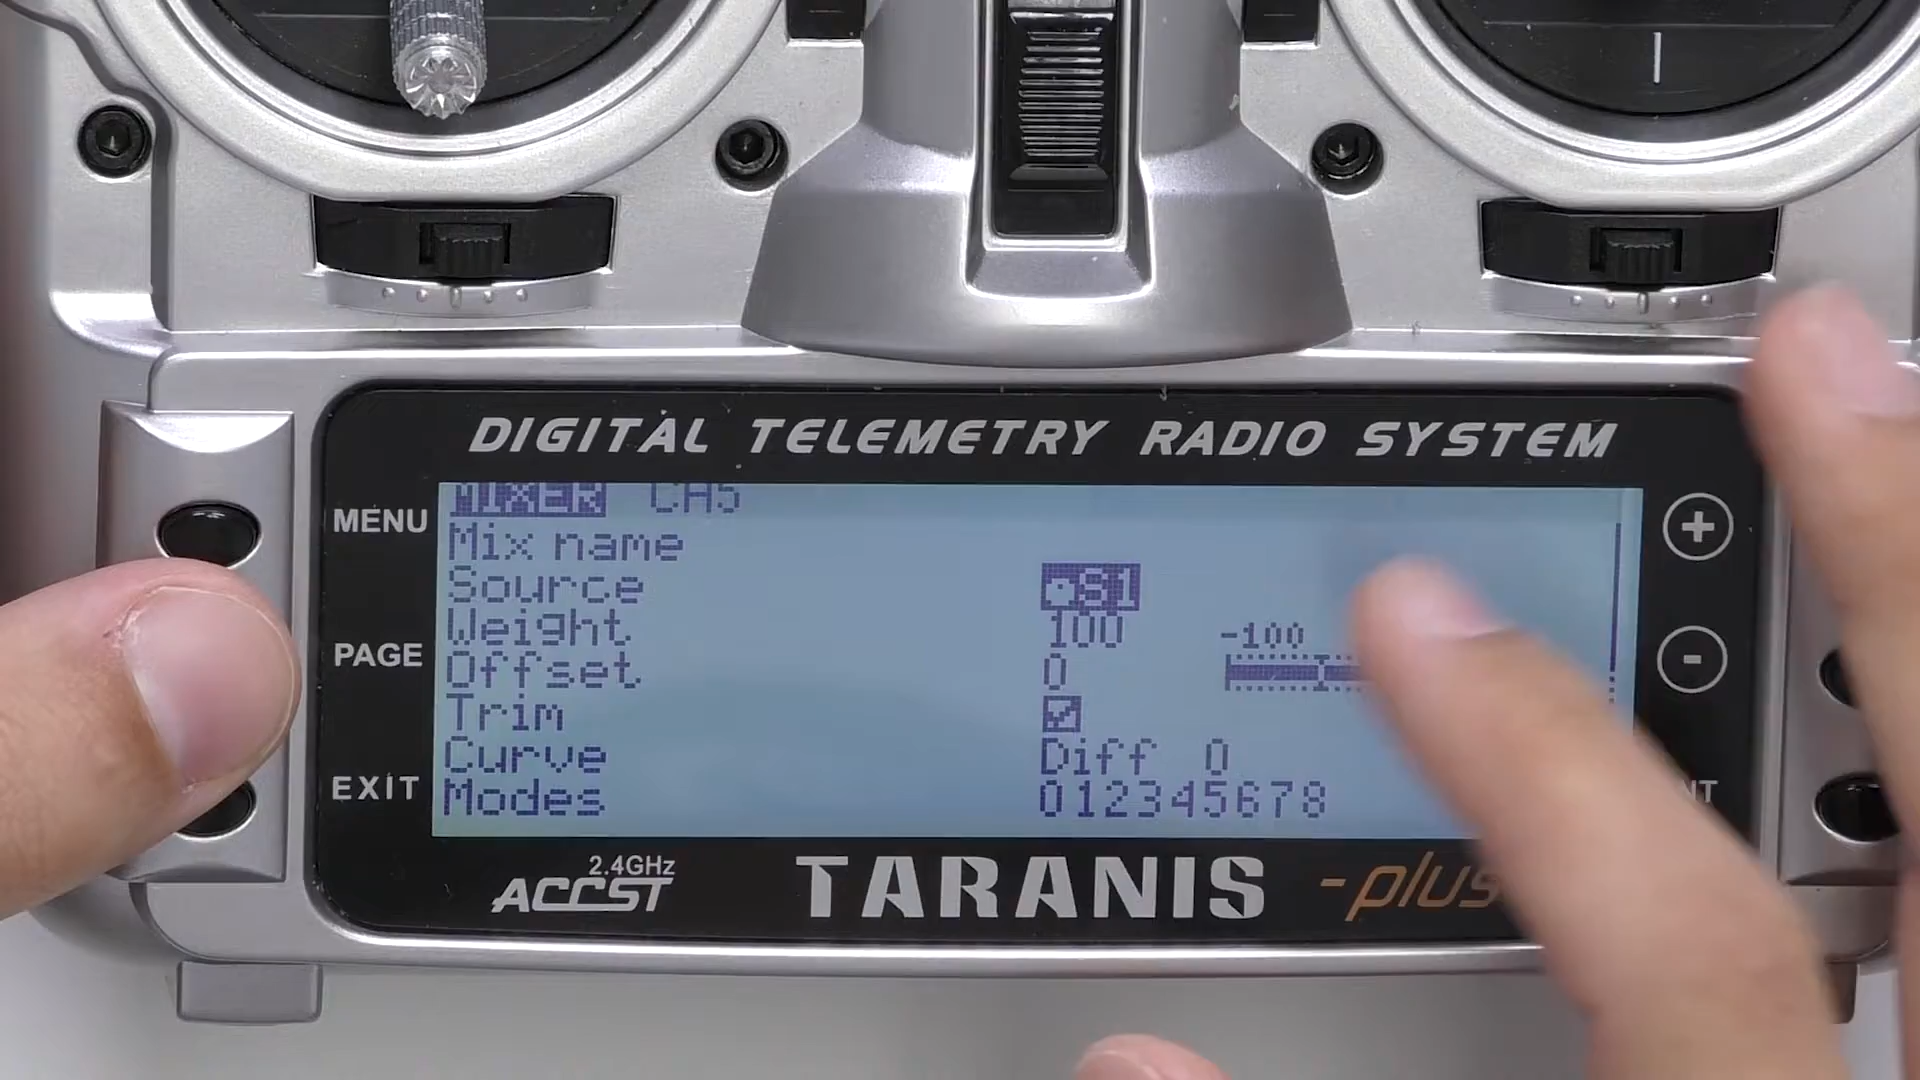 DIGITAL TELEMETRY RADIO SYSTEM
MENU
PAGE
EXIT
MIXER CH5
Mix name
Source S1
Weight 100
Offset 0
Trim
Curve Diff 0
Modes 012345678
-100
+
-
2.4GHz
ACCST
TARANIS
-plus